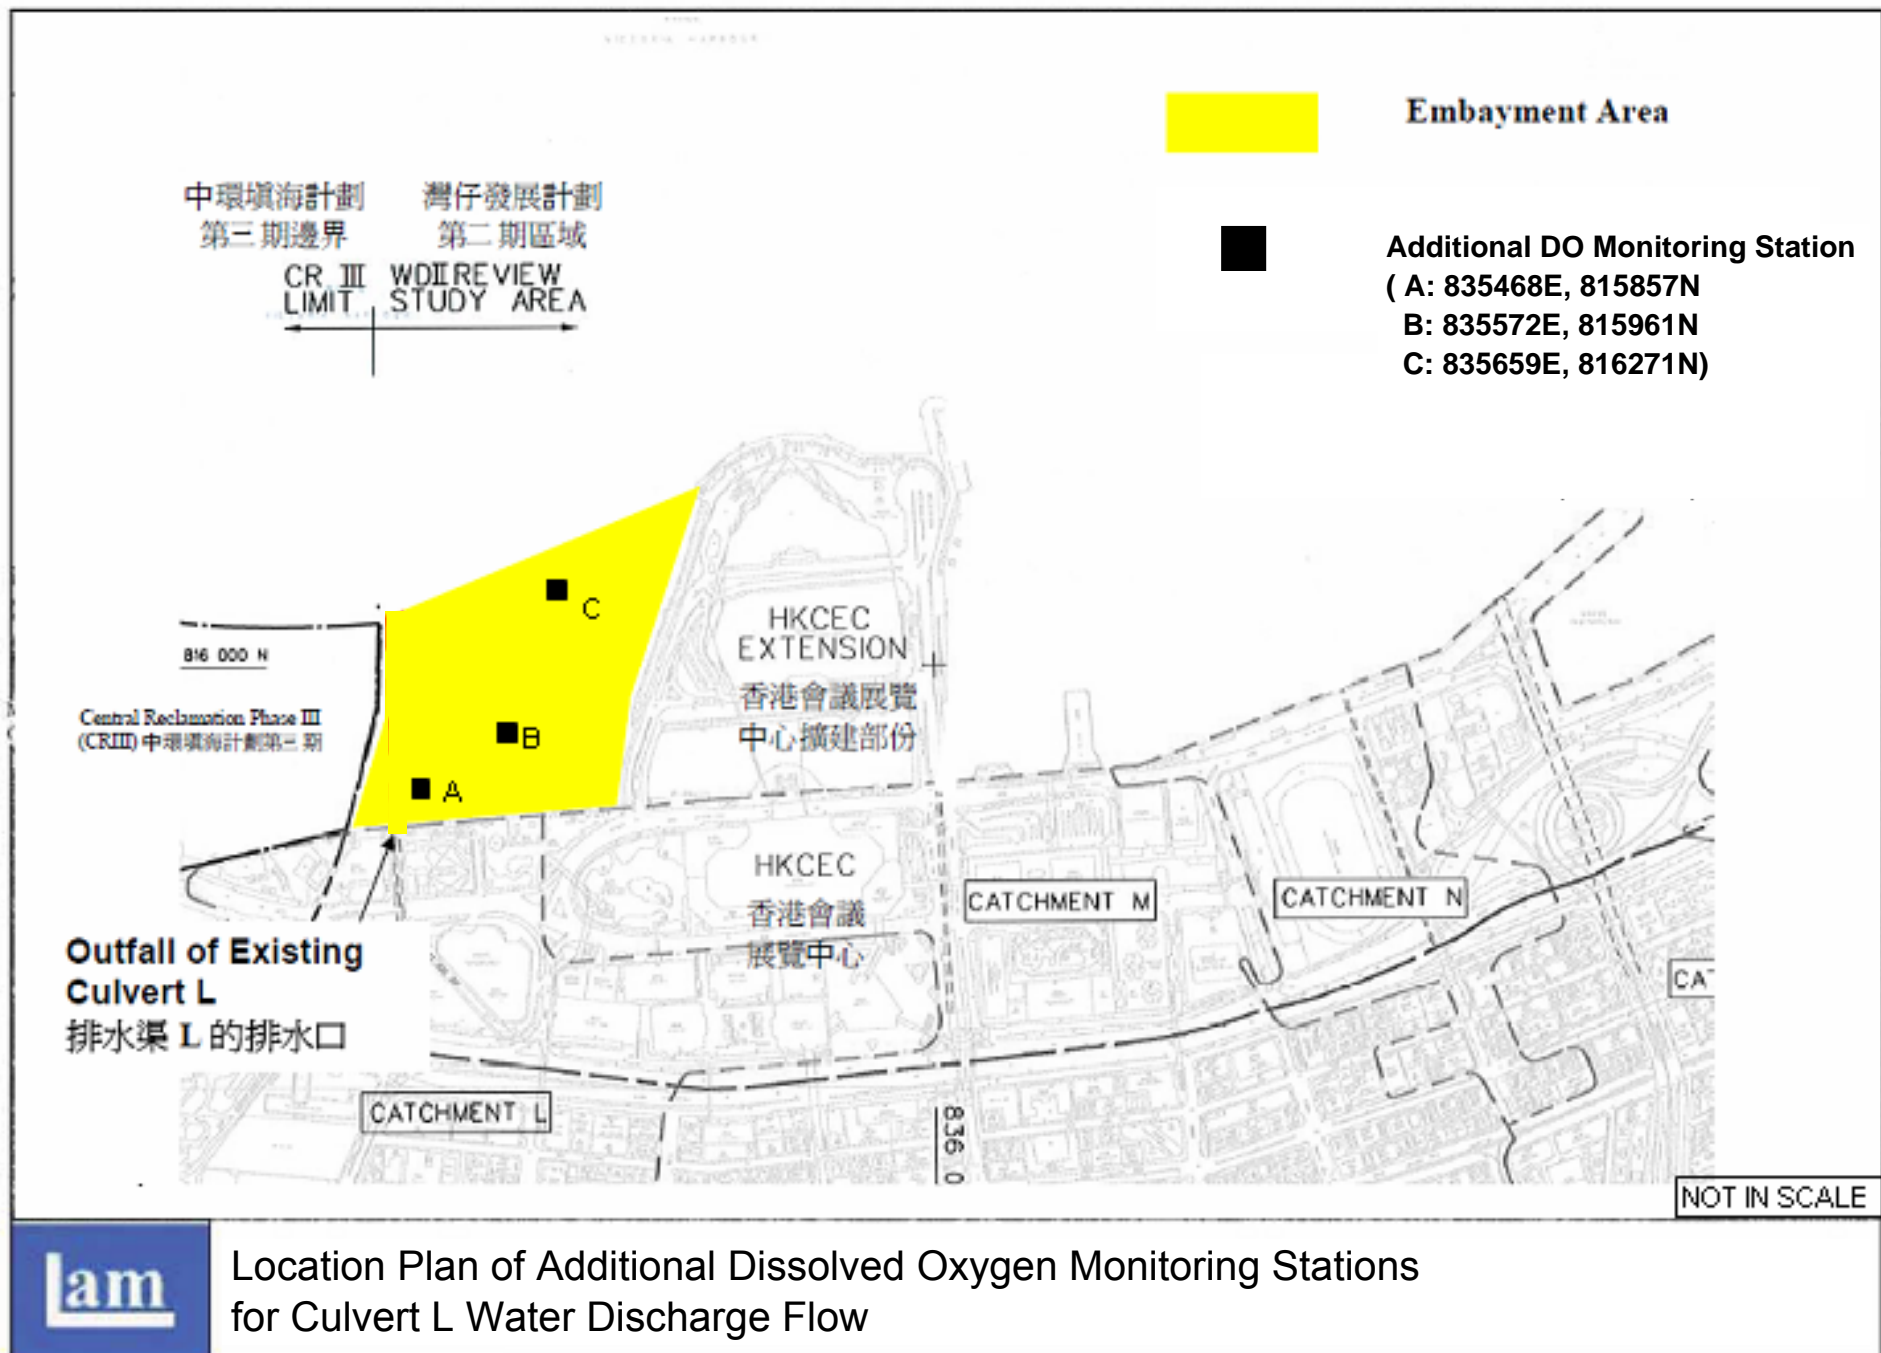 VICTORIA HARBOUR
Embayment Area
中環填海計劃
第三期邊界
灣仔發展計劃
第二期區域
CR III
LIMIT
WDII REVIEW
STUDY AREA
Additional DO Monitoring Station
( A: 835468E, 815857N
B: 835572E, 815961N
C: 835659E, 816271N)
C
HKCEC
EXTENSION
香港會議展覽
中心擴建部份
816 000 N
Central Reclamation Phase III
(CRIII) 中環填海計劃第三期
B
A
HKCEC
香港會議
展覽中心
CATCHMENT M
CATCHMENT N
CAT
Outfall of Existing
Culvert L
排水渠 L 的排水口
CATCHMENT L
836 0
NOT IN SCALE
Lam
Location Plan of Additional Dissolved Oxygen Monitoring Stations
for Culvert L Water Discharge Flow